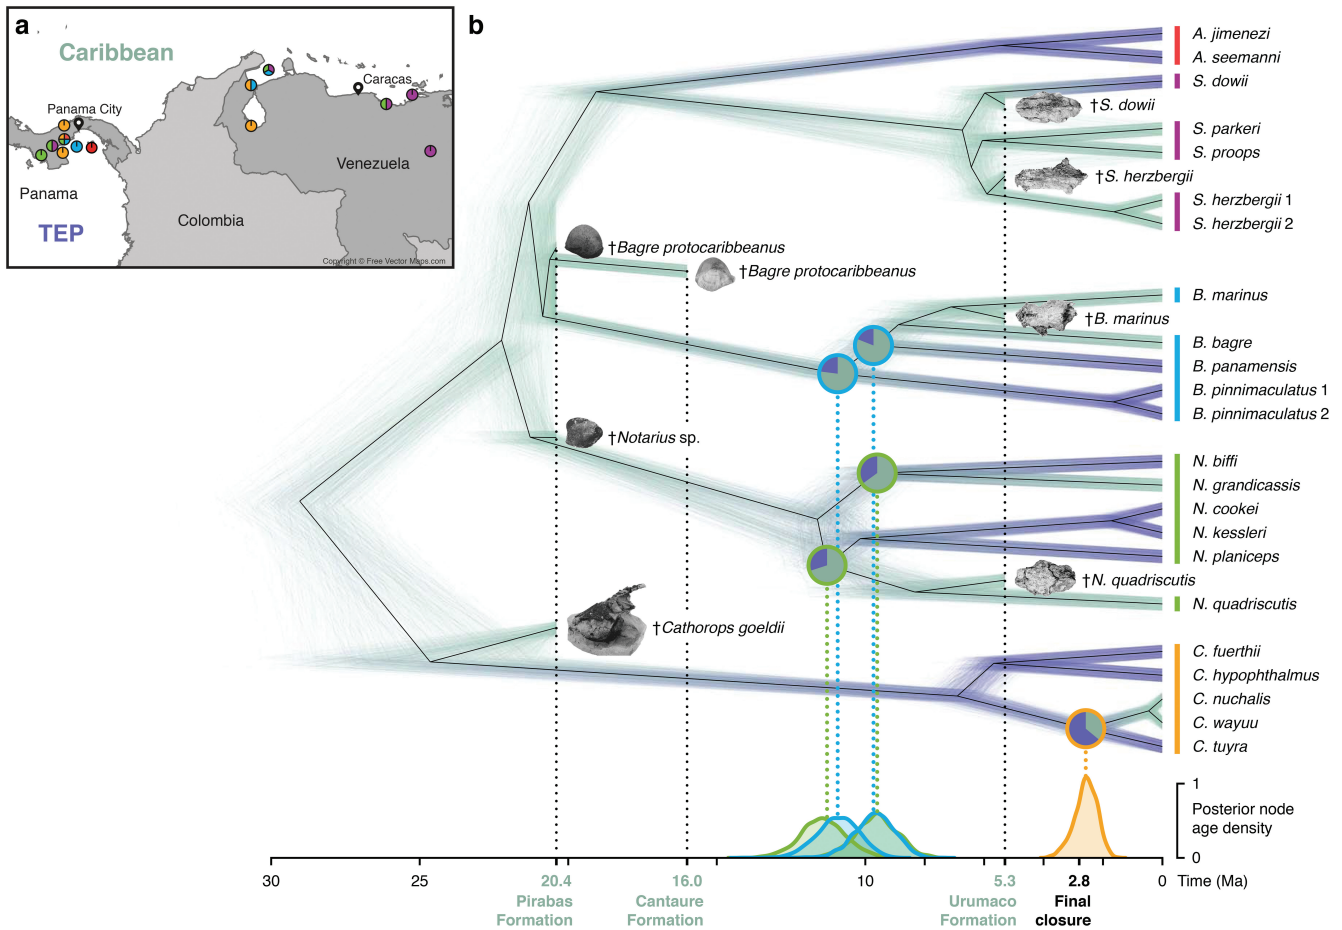 a
Caribbean
Panama City
Caracas
Venezuela
Panama
Colombia
TEP
Copyright © Free Vector Maps.com
b
A. jimenezi
A. seemanni
S. dowii
†S. dowii
S. parkeri
S. proops
†S. herzbergii
S. herzbergii 1
S. herzbergii 2
†Bagre protocaribbeanus
†Bagre protocaribbeanus
B. marinus
†B. marinus
B. bagre
B. panamensis
B. pinnimaculatus 1
B. pinnimaculatus 2
†Notarius sp.
N. biffi
N. grandicassis
N. cookei
N. kessleri
N. planiceps
†N. quadriscutis
N. quadriscutis
†Cathorops goeldii
C. fuerthii
C. hypophthalmus
C. nuchalis
C. wayuu
C. tuyra
1
Posterior node
age density
0
30
25
20.4
16.0
10
5.3
2.8
0
Time (Ma)
Pirabas
Formation
Cantaure
Formation
Urumaco
Formation
Final
closure